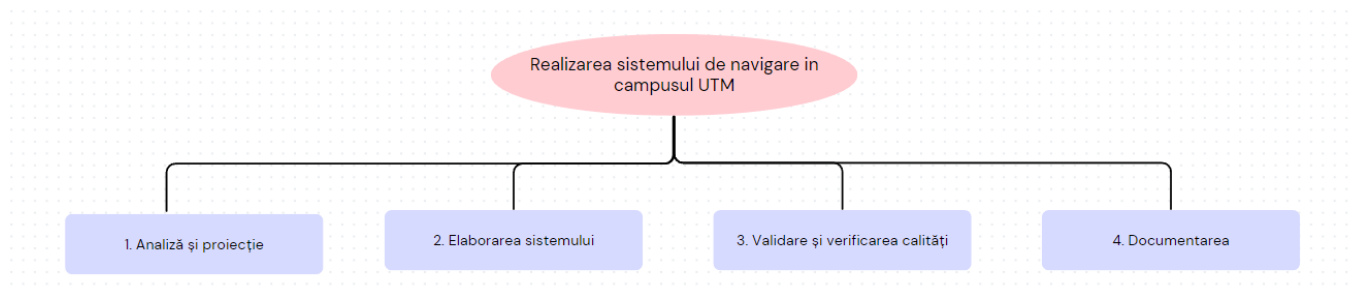 Realizarea sistemului de navigare in
campusul UTM
1. Analiză și proiecție
2. Elaborarea sistemului
3. Validare și verificarea calități
4. Documentarea